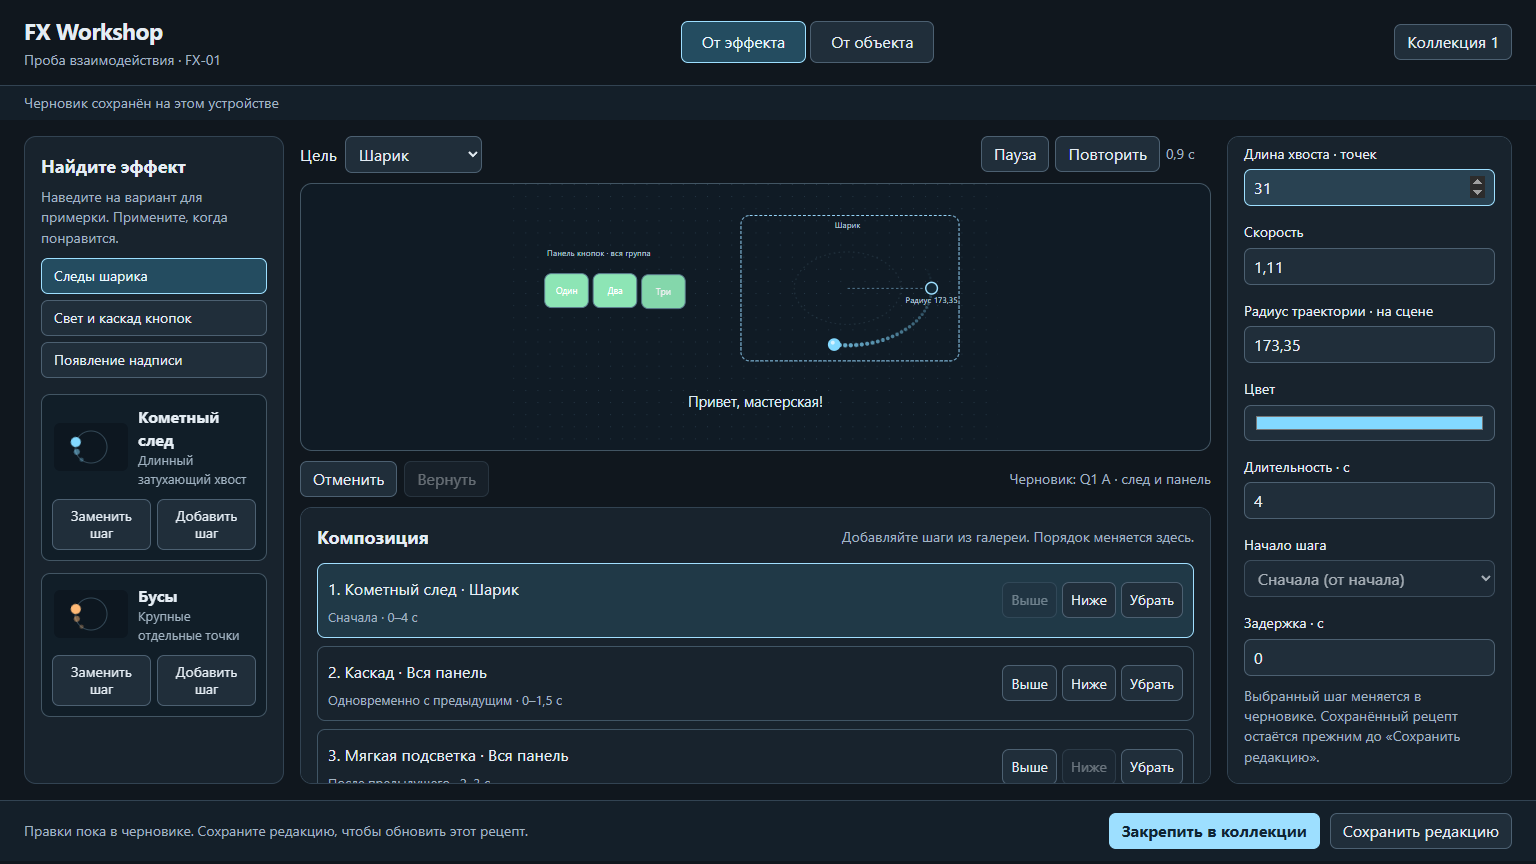 FX Workshop
Проба взаимодействия · FX-01
От эффекта
От объекта
Коллекция 1
Черновик сохранён на этом устройстве
Найдите эффект
Наведите на вариант для
примерки. Примените, когда
понравится.
Следы шарика
Свет и каскад кнопок
Появление надписи
Кометный
след
Длинный
затухающий хвост
Заменить
шаг
Добавить
шаг
Бусы
Крупные
отдельные точки
Заменить
шаг
Добавить
шаг
Цель
Шарик
Пауза
Повторить
0,9 с
Шарик
Панель кнопок · вся группа
Один
Два
Три
Радиус 173,35
Привет, мастерская!
Отменить
Вернуть
Черновик: Q1 A · след и панель
Композиция
Добавляйте шаги из галереи. Порядок меняется здесь.
1. Кометный след · Шарик
Сначала · 0–4 с
Выше
Ниже
Убрать
2. Каскад · Вся панель
Одновременно с предыдущим · 0–1,5 с
Выше
Ниже
Убрать
3. Мягкая подсветка · Вся панель
После предыдущего · 2–3 с
Выше
Ниже
Убрать
Длина хвоста · точек
31
Скорость
1,11
Радиус траектории · на сцене
173,35
Цвет
Длительность · с
4
Начало шага
Сначала (от начала)
Задержка · с
0
Выбранный шаг меняется в
черновике. Сохранённый рецепт
остаётся прежним до «Сохранить
редакцию».
Правки пока в черновике. Сохраните редакцию, чтобы обновить этот рецепт.
Закрепить в коллекции
Сохранить редакцию